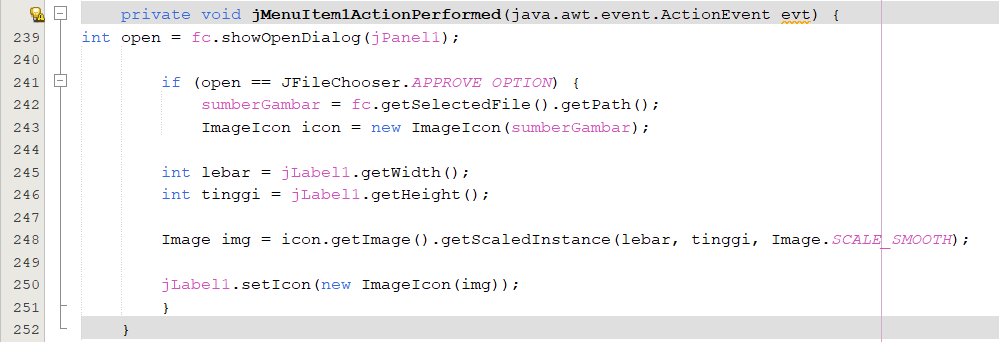 private void jMenuItem1ActionPerformed(java.awt.event.ActionEvent evt) {
239 int open = fc.showOpenDialog(jPanel1);
240
241 if (open == JFileChooser.APPROVE_OPTION) {
242 sumberGambar = fc.getSelectedFile().getPath();
243 ImageIcon icon = new ImageIcon(sumberGambar);
244
245 int lebar = jLabel1.getWidth();
246 int tinggi = jLabel1.getHeight();
247
248 Image img = icon.getImage().getScaledInstance(lebar, tinggi, Image.SCALE_SMOOTH);
249
250 jLabel1.setIcon(new ImageIcon(img));
251 }
252 }